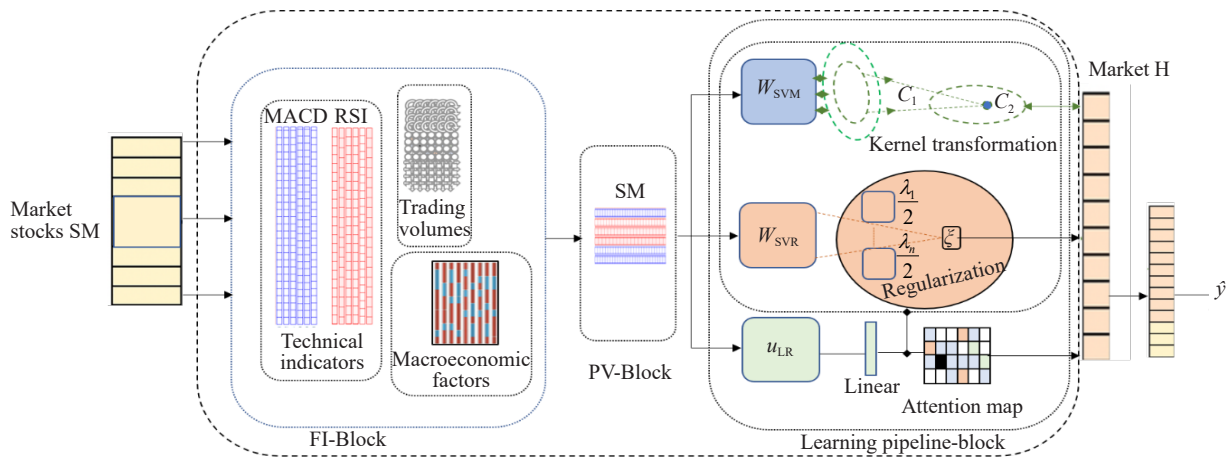 Market
stocks SM
MACD RSI
Technical
indicators
Trading
volumes
Macroeconomic
factors
FI-Block
SM
PV-Block
W_SVM
C_1
C_2
Kernel transformation
W_SVR
λ_1
2
λ_n
2
ξ
Regularization
u_LR
Linear
Attention map
Learning pipeline-block
Market H
ŷ